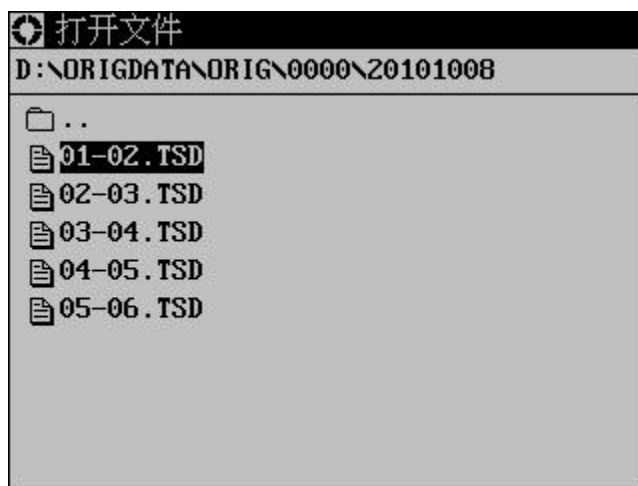 打开文件
D:\ORIGDATA\ORIG\0000\20101008
..
01-02.TSD
02-03.TSD
03-04.TSD
04-05.TSD
05-06.TSD